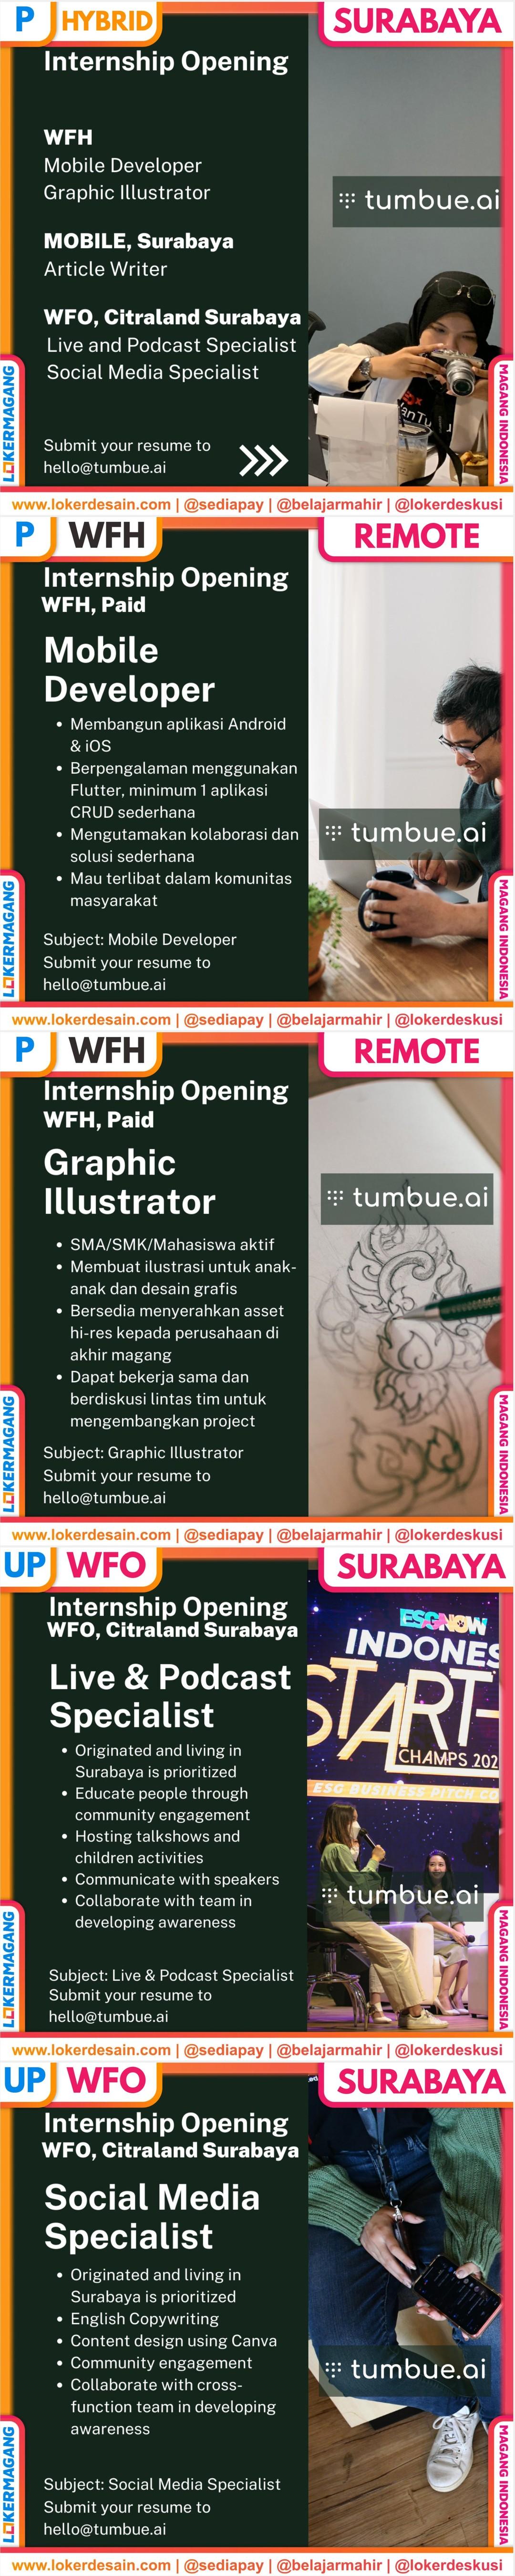 P HYBRID SURABAYA
Internship Opening
WFH
Mobile Developer
Graphic Illustrator
tumbue.ai
MOBILE, Surabaya
Article Writer
WFO, Citraland Surabaya
Live and Podcast Specialist
Social Media Specialist
LOKERMAGANG
MAGANG INDONESIA
Submit your resume to
hello@tumbue.ai
www.lokerdesain.com | @sediapay | @belajarmahir | @lokerdeskusi
P WFH REMOTE
Internship Opening
WFH, Paid
Mobile
Developer
• Membangun aplikasi Android
& iOS
• Berpengalaman menggunakan
Flutter, minimum 1 aplikasi
CRUD sederhana
• Mengutamakan kolaborasi dan
solusi sederhana
• Mau terlibat dalam komunitas
masyarakat
tumbue.ai
LOKERMAGANG
MAGANG INDONESIA
Subject: Mobile Developer
Submit your resume to
hello@tumbue.ai
www.lokerdesain.com | @sediapay | @belajarmahir | @lokerdeskusi
P WFH REMOTE
Internship Opening
WFH, Paid
Graphic
Illustrator
tumbue.ai
• SMA/SMK/Mahasiswa aktif
• Membuat ilustrasi untuk anak-
anak dan desain grafis
• Bersedia menyerahkan asset
hi-res kepada perusahaan di
akhir magang
• Dapat bekerja sama dan
berdiskusi lintas tim untuk
mengembangkan project
LOKERMAGANG
MAGANG INDONESIA
Subject: Graphic Illustrator
Submit your resume to
hello@tumbue.ai
www.lokerdesain.com | @sediapay | @belajarmahir | @lokerdeskusi
UP WFO SURABAYA
Internship Opening
WFO, Citraland Surabaya
Live & Podcast
Specialist
ESGNOW
INDONES
START-
CHAMPS 202
ESG BUSINESS PITCH CO
• Originated and living in
Surabaya is prioritized
• Educate people through
community engagement
• Hosting talkshows and
children activities
• Communicate with speakers
• Collaborate with team in
developing awareness
tumbue.ai
LOKERMAGANG
MAGANG INDONESIA
Subject: Live & Podcast Specialist
Submit your resume to
hello@tumbue.ai
www.lokerdesain.com | @sediapay | @belajarmahir | @lokerdeskusi
UP WFO SURABAYA
Internship Opening
WFO, Citraland Surabaya
Social Media
Specialist
• Originated and living in
Surabaya is prioritized
• English Copywriting
• Content design using Canva
• Community engagement
• Collaborate with cross-
function team in developing
awareness
tumbue.ai
LOKERMAGANG
MAGANG INDONESIA
Subject: Social Media Specialist
Submit your resume to
hello@tumbue.ai
www.lokerdesain.com | @sediapay | @belajarmahir | @lokerdeskusi